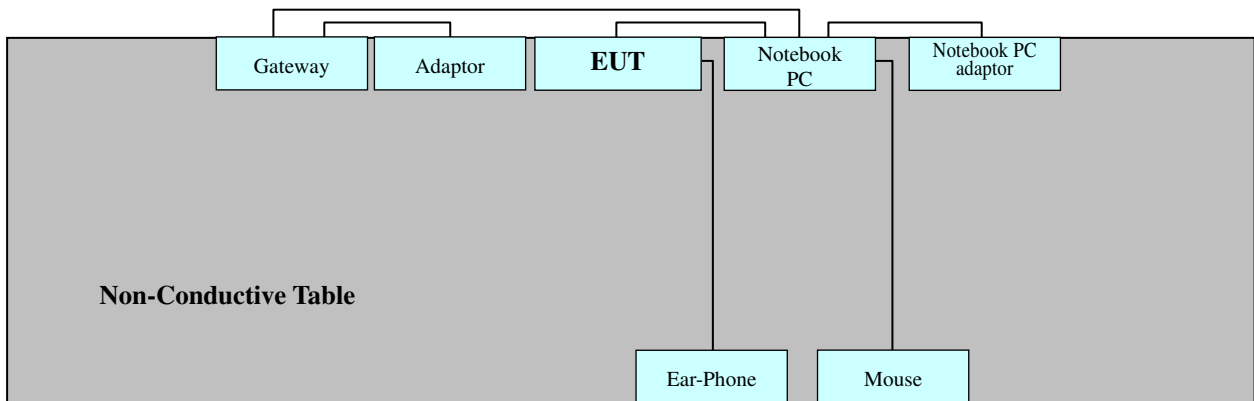 Gateway
Adaptor
EUT
Notebook
PC
Notebook PC
adaptor
Non-Conductive Table
Ear-Phone
Mouse